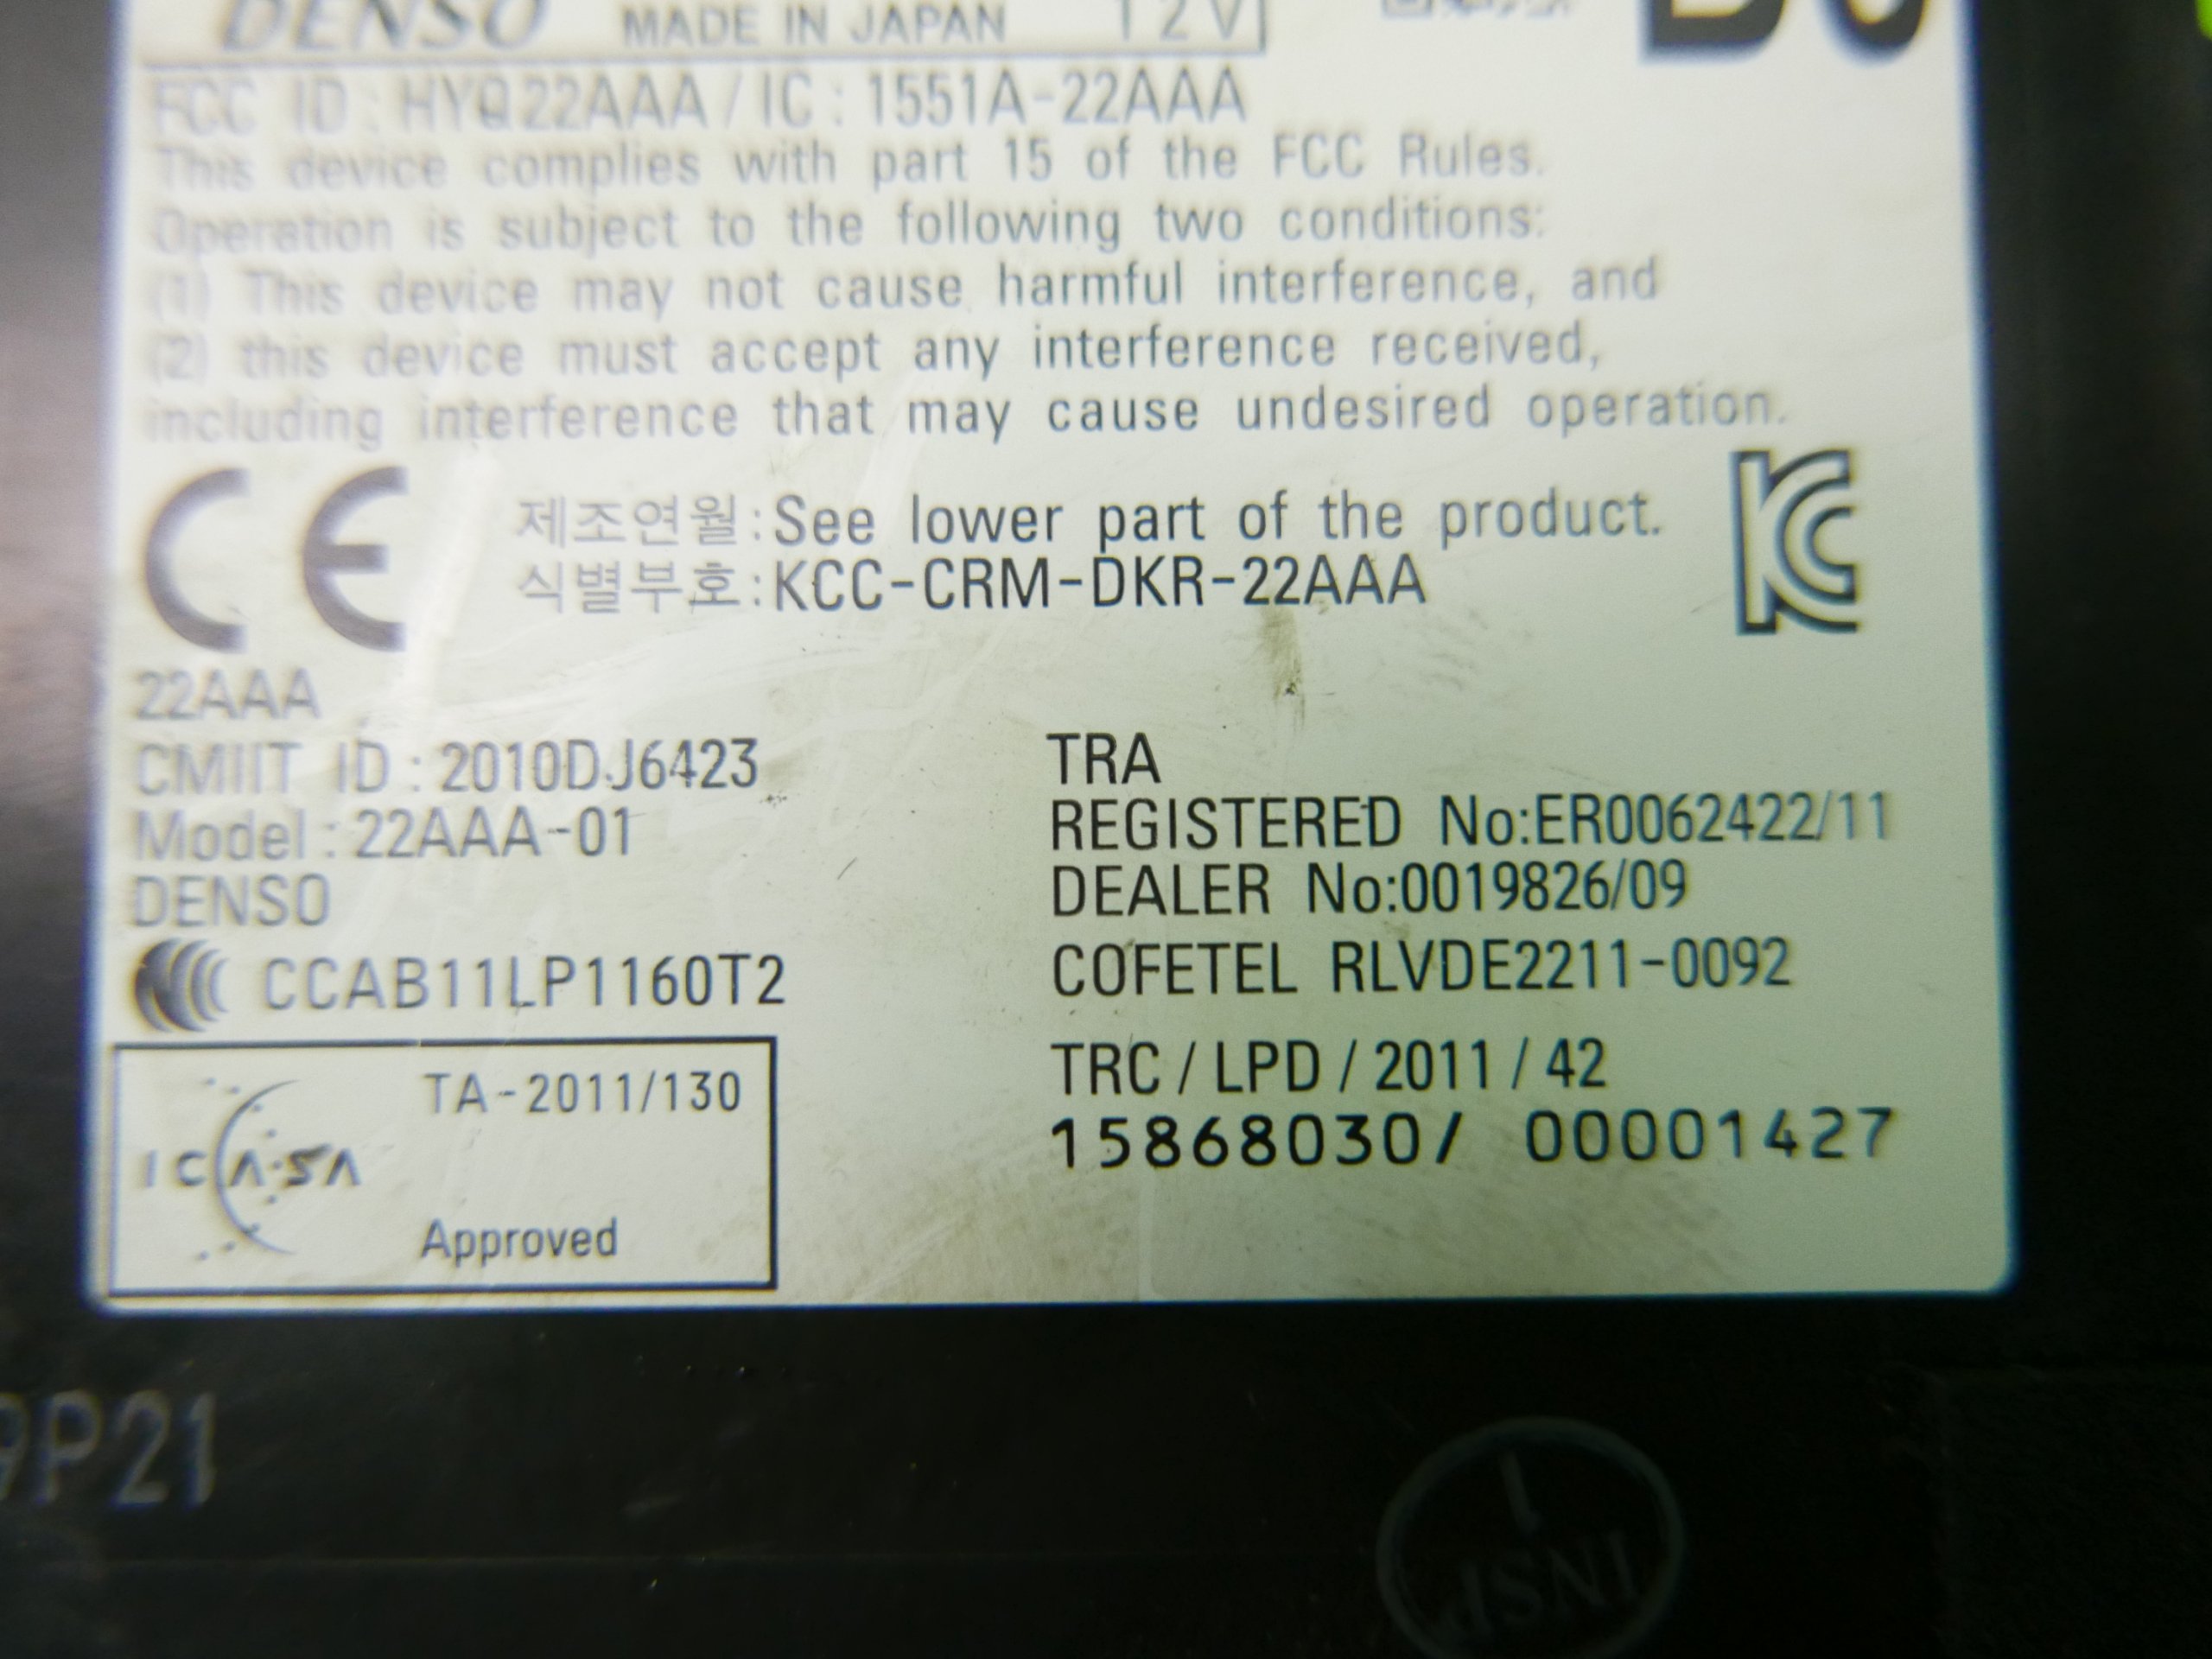 DENSO MADE IN JAPAN 12V
FCC ID : HYQ22AAA / IC : 1551A-22AAA
This device complies with part 15 of the FCC Rules.
Operation is subject to the following two conditions:
(1) This device may not cause harmful interference, and
(2) this device must accept any interference received,
including interference that may cause undesired operation.
CE
제조연월:See lower part of the product.
식별부호:KCC-CRM-DKR-22AAA
KC
22AAA
CMIIT ID : 2010DJ6423
Model : 22AAA-01
DENSO
CCAB11LP1160T2
TA-2011/130
ICASA
Approved
TRA
REGISTERED No:ER0062422/11
DEALER No:0019826/09
COFETEL RLVDE2211-0092
TRC / LPD / 2011 / 42
15868030/ 00001427
9P21
1
INSP